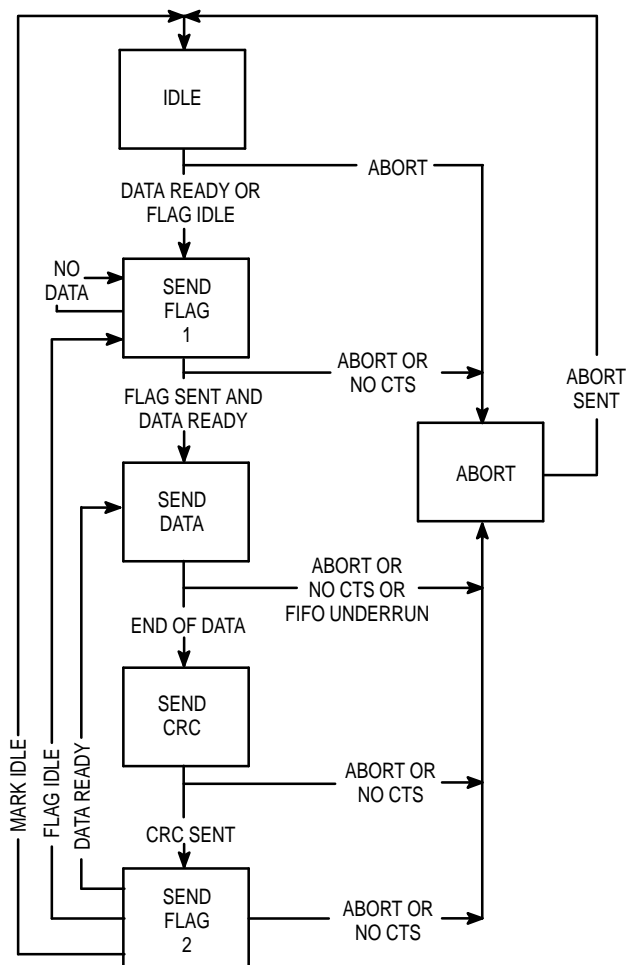 IDLE
ABORT
DATA READY OR
FLAG IDLE
NO
DATA
SEND
FLAG
1
ABORT OR
NO CTS
ABORT
SENT
FLAG SENT AND
DATA READY
ABORT
SEND
DATA
ABORT OR
NO CTS OR
FIFO UNDERRUN
END OF DATA
SEND
CRC
MARK IDLE
FLAG IDLE
DATA READY
ABORT OR
NO CTS
CRC SENT
SEND
FLAG
2
ABORT OR
NO CTS